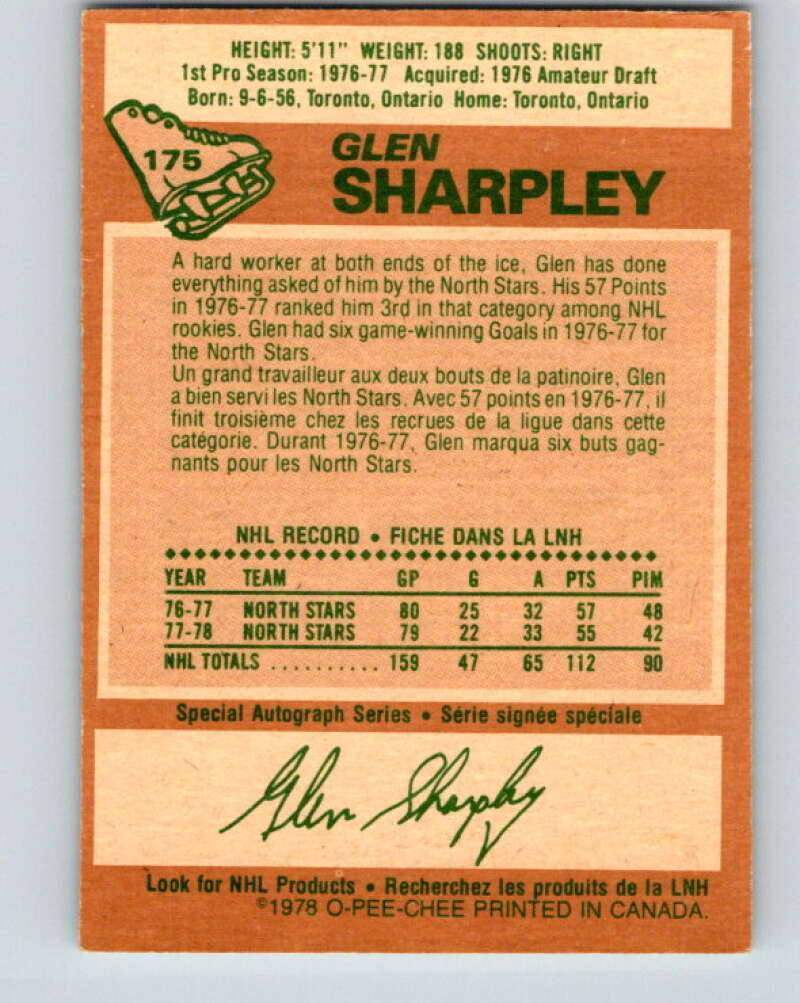 HEIGHT: 5'11" WEIGHT: 188 SHOOTS: RIGHT
1st Pro Season: 1976-77 Acquired: 1976 Amateur Draft
Born: 9-6-56, Toronto, Ontario Home: Toronto, Ontario
175
GLEN
SHARPLEY
A hard worker at both ends of the ice, Glen has done
everything asked of him by the North Stars. His 57 Points
in 1976-77 ranked him 3rd in that category among NHL
rookies. Glen had six game-winning Goals in 1976-77 for
the North Stars.
Un grand travailleur aux deux bouts de la patinoire, Glen
a bien servi les North Stars. Avec 57 points en 1976-77, il
finit troisième chez les recrues de la ligue dans cette
catégorie. Durant 1976-77, Glen marqua six buts gag-
nants pour les North Stars.
NHL RECORD • FICHE DANS LA LNH
YEAR TEAM GP G A PTS PIM
76-77 NORTH STARS 80 25 32 57 48
77-78 NORTH STARS 79 22 33 55 42
NHL TOTALS .......... 159 47 65 112 90
Special Autograph Series • Série signée spéciale
Glen Sharpley
Look for NHL Products • Recherchez les produits de la LNH
©1978 O-PEE-CHEE PRINTED IN CANADA.